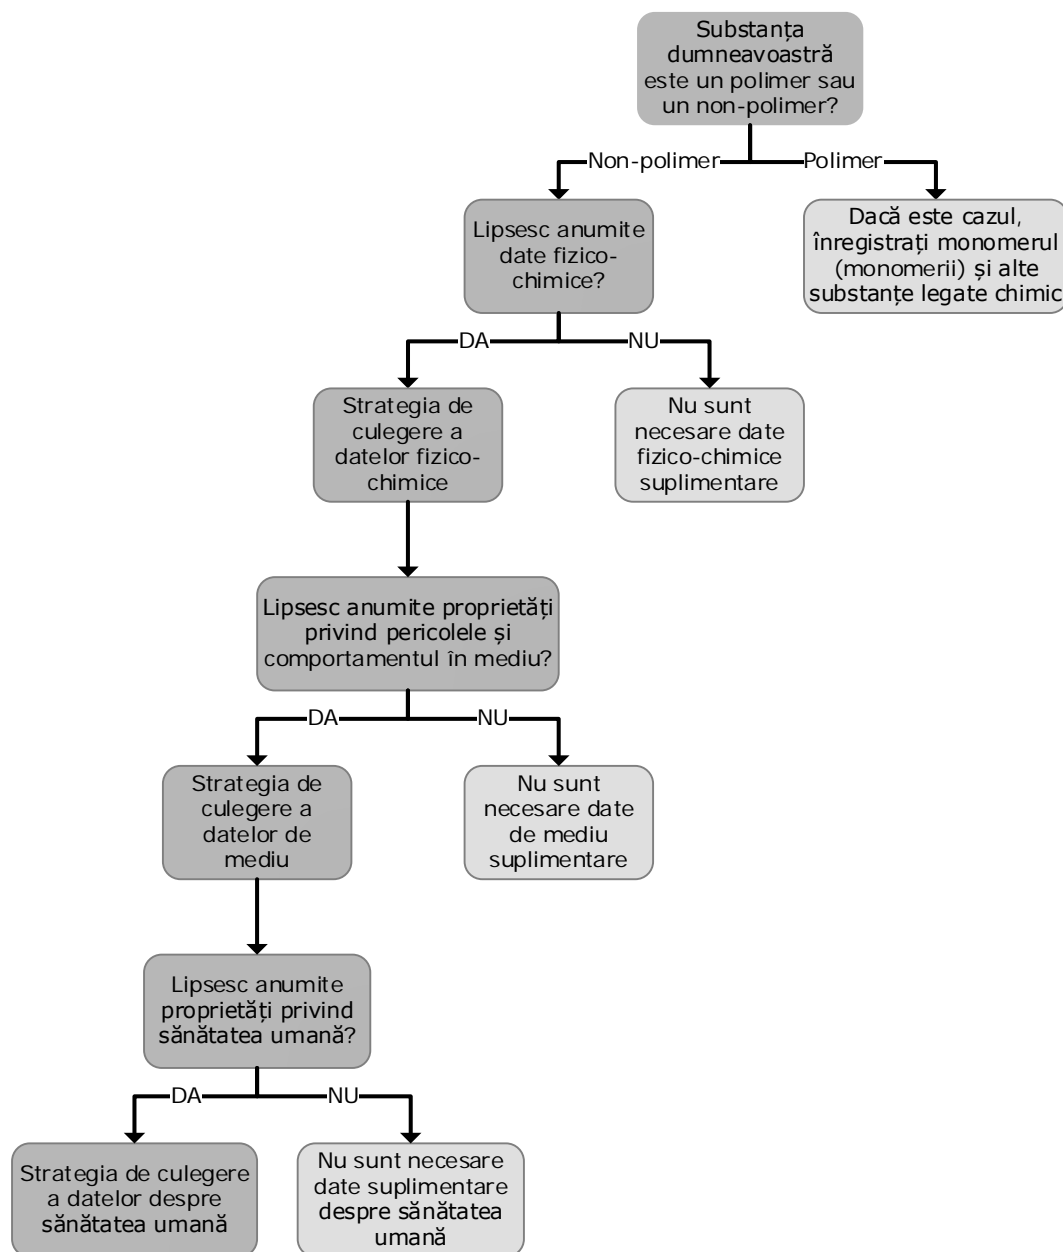 Substanța
dumneavoastră
este un polimer sau
un non-polimer?
Non-polimer
Polimer
Lipsesc anumite
date fizico-
chimice?
Dacă este cazul,
înregistrați monomerul
(monomerii) și alte
substanțe legate chimic
DA
NU
Strategia de
culegere a
datelor fizico-
chimice
Nu sunt
necesare date
fizico-chimice
suplimentare
Lipsesc anumite proprietăți
privind pericolele și
comportamentul în mediu?
DA
NU
Strategia de
culegere a
datelor de
mediu
Nu sunt
necesare date
de mediu
suplimentare
Lipsesc anumite
proprietăți privind
sănătatea umană?
DA
NU
Strategia de culegere
a datelor despre
sănătatea umană
Nu sunt necesare
date suplimentare
despre sănătatea
umană